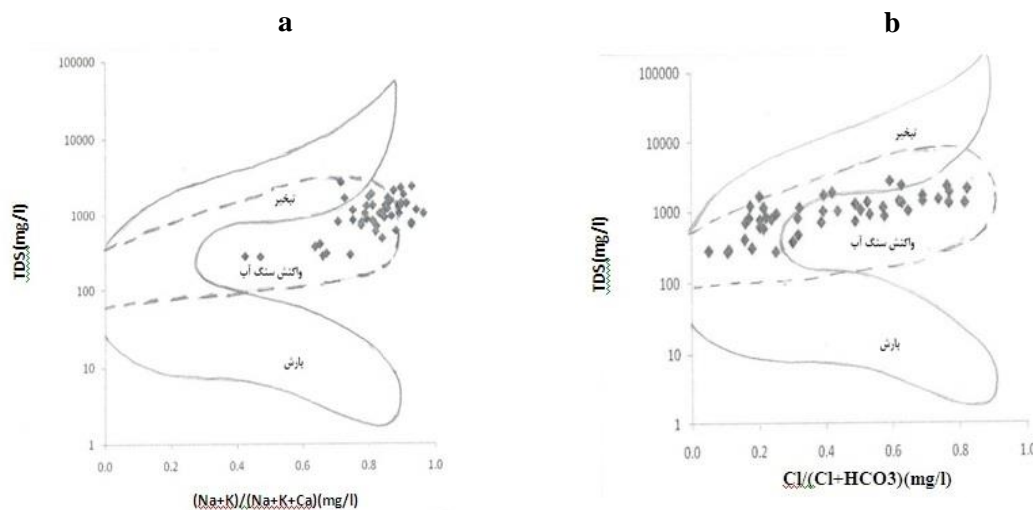 a
100000
10000
1000
100
10
1
TDS(mg/l)
تبخیر
واکنش سنگ آب
بارش
0.0 0.2 0.4 0.6 0.8 1.0
(Na+K)/(Na+K+Ca)(mg/l)
b
100000
10000
1000
100
10
1
TDS(mg/l)
تبخیر
واکنش سنگ آب
بارش
0.0 0.2 0.4 0.6 0.8 1.0
Cl/(Cl+HCO3)(mg/l)